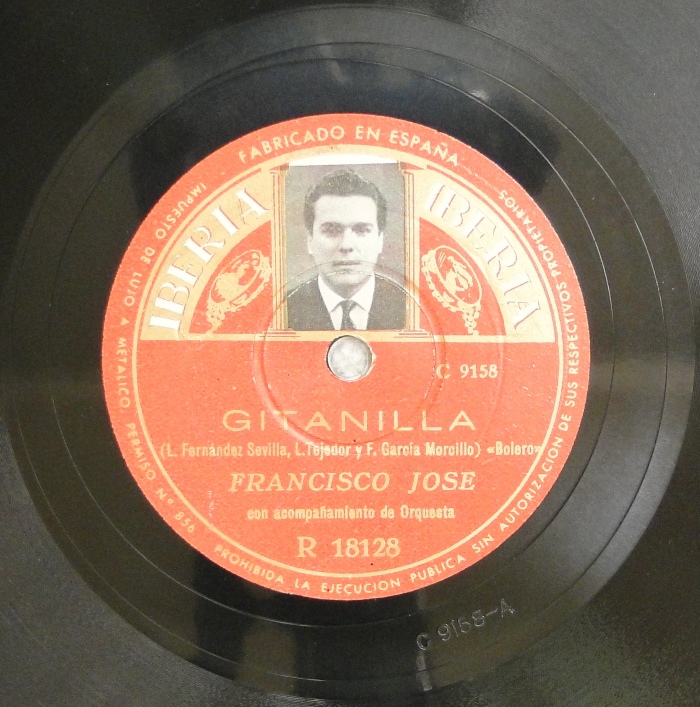 FABRICADO EN ESPAÑA
IBERIA IBERIA
C 9158
GITANILLA
(L. Fernández Sevilla, L. Tejedor y F. García Morcillo) «Bolero»
FRANCISCO JOSE
con acompañamiento de Orquesta
R 18128
IMPUESTO DE LUJO A METALICO, PERMISO Nº 856
PROHIBIDA LA EJECUCION PUBLICA SIN AUTORIZACION DE SUS RESPECTIVOS PROPIETARIOS
C 9158-A